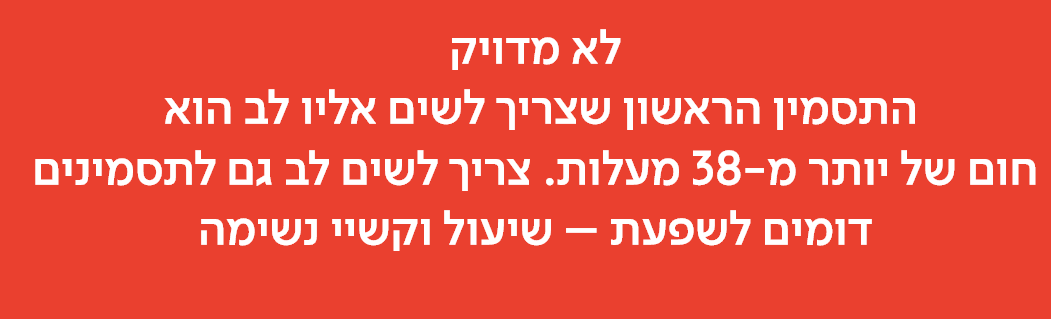 לא מדויק
התסמין הראשון שצריך לשים אליו לב הוא
חום של יותר מ-38 מעלות. צריך לשים לב גם לתסמינים
דומים לשפעת – שיעול וקשיי נשימה